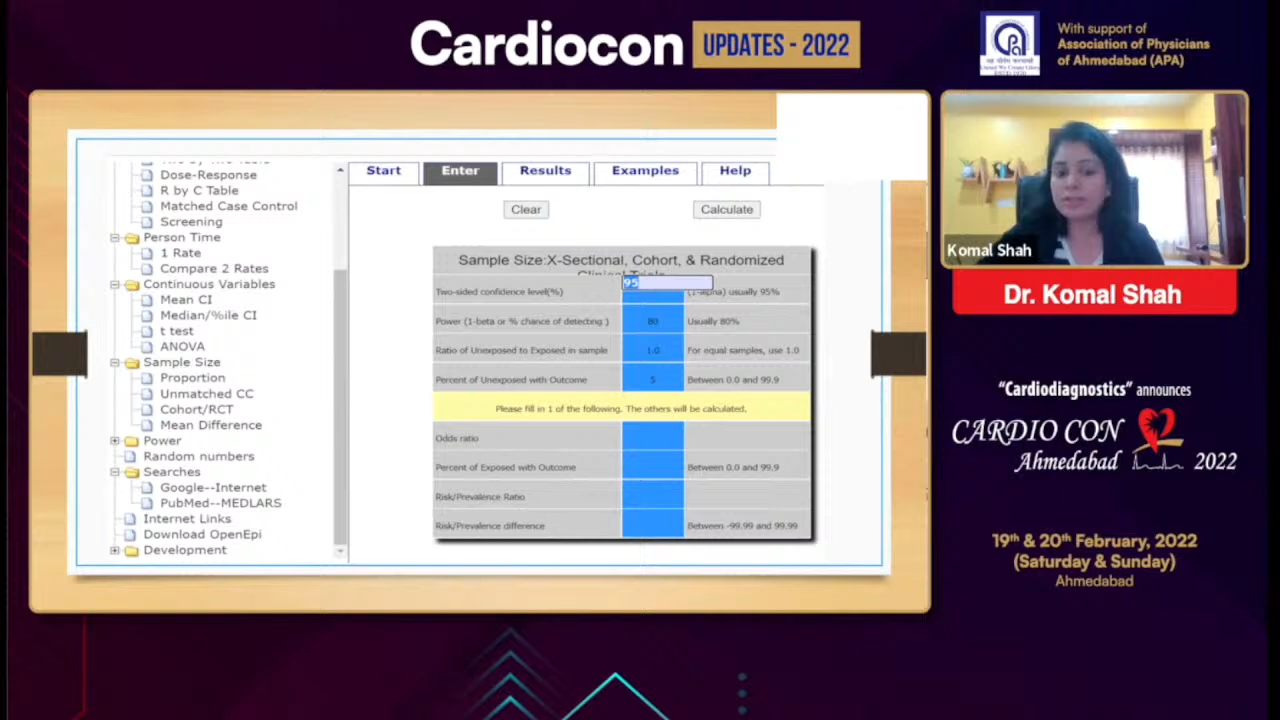 Cardiocon
UPDATES - 2022
With support of
Association of Physicians
of Ahmedabad (APA)
Dose-Response
R by C Table
Matched Case Control
Screening
Person Time
1 Rate
Compare 2 Rates
Continuous Variables
Mean CI
Median/%ile CI
t test
ANOVA
Sample Size
Proportion
Unmatched CC
Cohort/RCT
Mean Difference
Power
Random numbers
Searches
Google--Internet
PubMed--MEDLARS
Internet Links
Download OpenEpi
Development
Start Enter Results Examples Help
Clear Calculate
Sample Size:X-Sectional, Cohort, & Randomized
Clinical Trials
95
Two-sided confidence level(%) (1-alpha) usually 95%
Power (1-beta or % chance of detecting ) 80 Usually 80%
Ratio of Unexposed to Exposed in sample 1.0 For equal samples, use 1.0
Percent of Unexposed with Outcome 5 Between 0.0 and 99.9
Please fill in 1 of the following. The others will be calculated.
Odds ratio
Percent of Exposed with Outcome Between 0.0 and 99.9
Risk/Prevalence Ratio
Risk/Prevalence difference Between -99.99 and 99.99
Komal Shah
Dr. Komal Shah
“Cardiodiagnostics” announces
CARDIO CON
Ahmedabad 2022
19th & 20th February, 2022
(Saturday & Sunday)
Ahmedabad